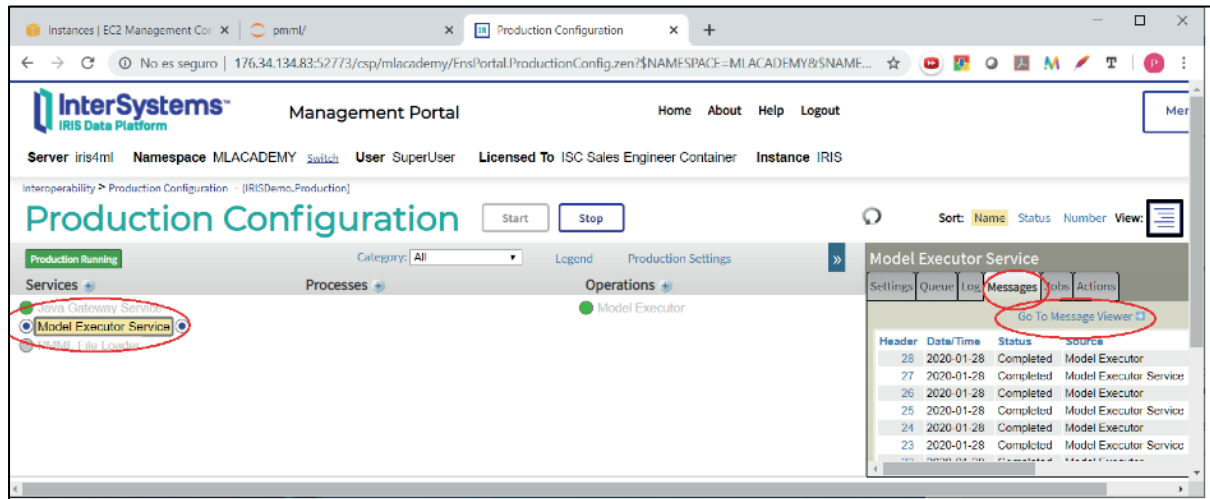 Instances | EC2 Management Con
pmml/
Production Configuration
No es seguro | 176.34.134.83:52773/csp/mlacademy/EnsPortal.ProductionConfig.zen?$NAMESPACE=MLACADEMY&$NAME...
InterSystems™
IRIS Data Platform
Management Portal
Home About Help Logout
Mer
Server iris4ml Namespace MLACADEMY Switch User SuperUser Licensed To ISC Sales Engineer Container Instance IRIS
Interoperability > Production Configuration - (IRISDemo.Production)
Production Configuration Start Stop
Sort: Name Status Number View:
Production Running Category: All Legend Production Settings »
Services Processes Operations
Java Gateway Service
Model Executor
Model Executor Service
PMML File Loader
Model Executor Service
Settings Queue Log Messages Jobs Actions
Go To Message Viewer
Header Date/Time Status Source
28 2020-01-28 Completed Model Executor
27 2020-01-28 Completed Model Executor Service
26 2020-01-28 Completed Model Executor
25 2020-01-28 Completed Model Executor Service
24 2020-01-28 Completed Model Executor
23 2020-01-28 Completed Model Executor Service